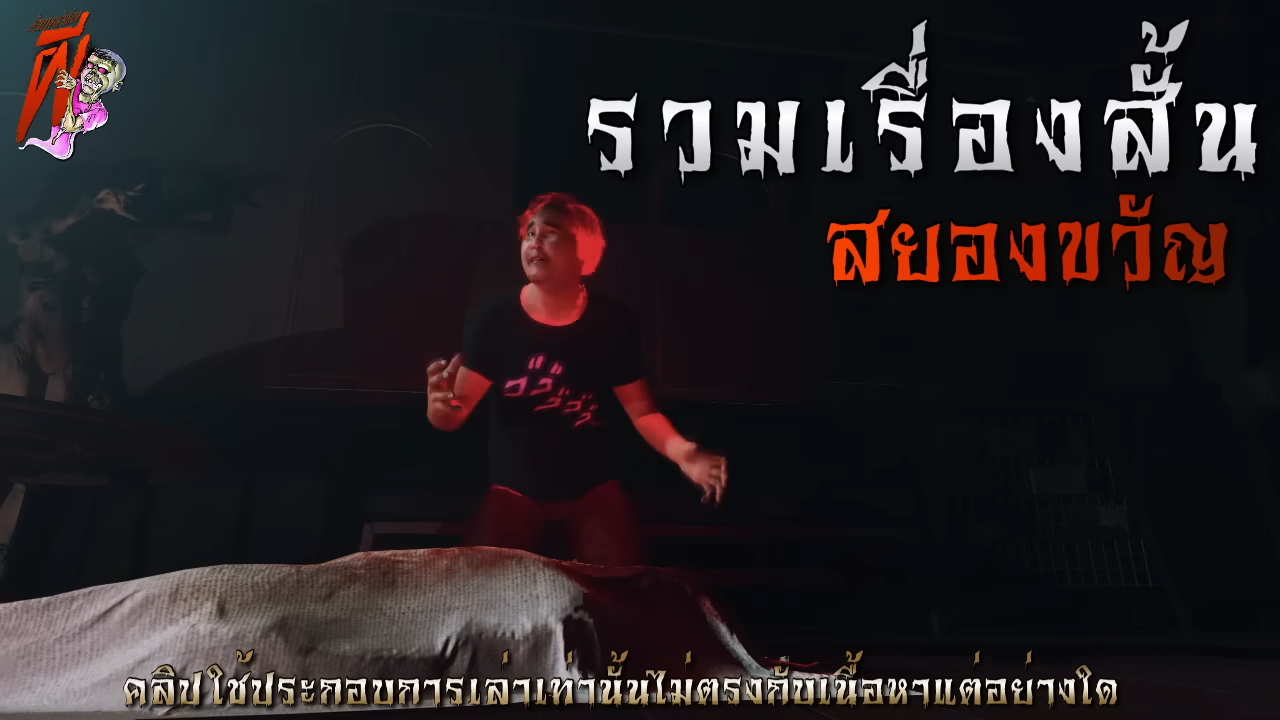 ผี
รวมเรื่องสั้น
สยองขวัญ
คลิปใช้ประกอบการเล่าเท่านั้นไม่ตรงกับเนื้อหาแต่อย่างใด